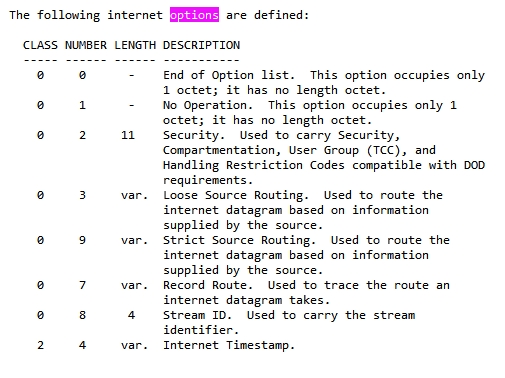 The following internet options are defined:
CLASS NUMBER LENGTH DESCRIPTION
----- ------ ------ -----------
0 0 - End of Option list. This option occupies only
1 octet; it has no length octet.
0 1 - No Operation. This option occupies only 1
octet; it has no length octet.
0 2 11 Security. Used to carry Security,
Compartmentation, User Group (TCC), and
Handling Restriction Codes compatible with DOD
requirements.
0 3 var. Loose Source Routing. Used to route the
internet datagram based on information
supplied by the source.
0 9 var. Strict Source Routing. Used to route the
internet datagram based on information
supplied by the source.
0 7 var. Record Route. Used to trace the route an
internet datagram takes.
0 8 4 Stream ID. Used to carry the stream
identifier.
2 4 var. Internet Timestamp.